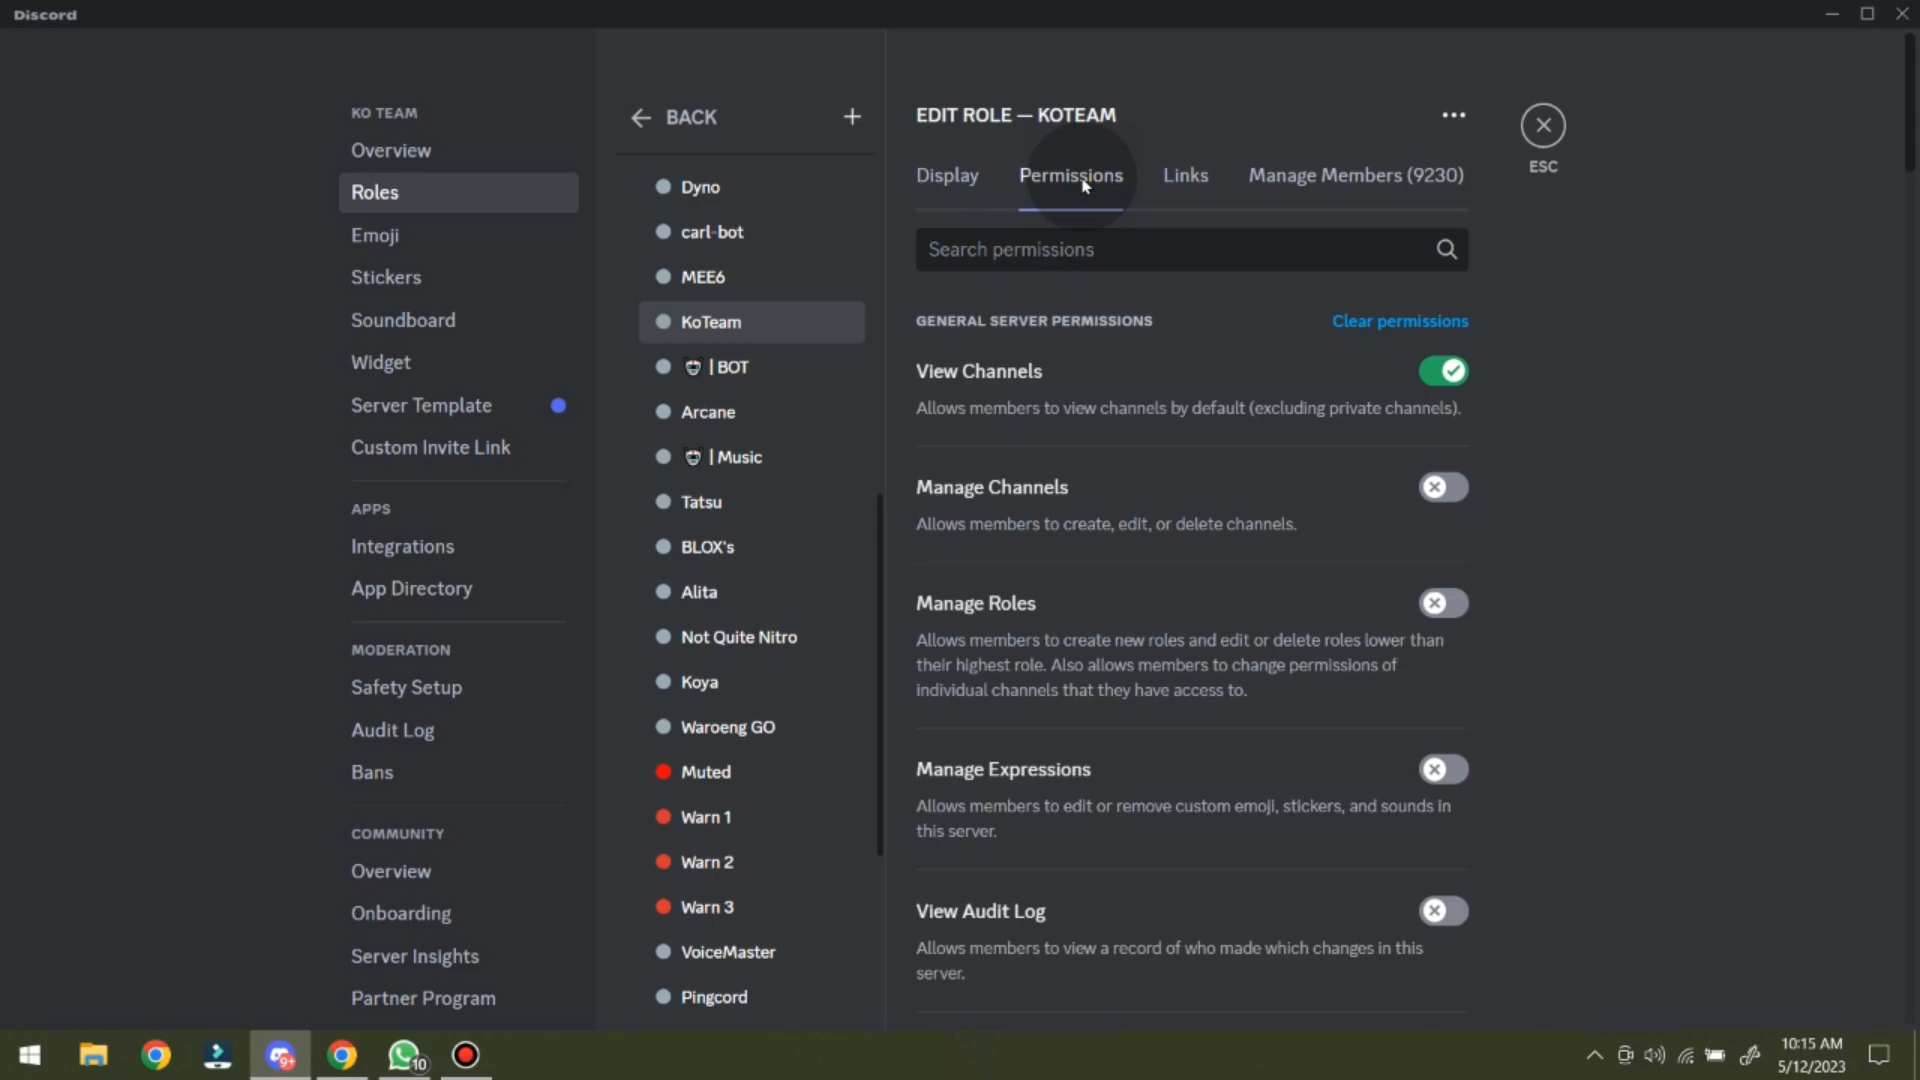 Discord
KO TEAM
Overview
Roles
Emoji
Stickers
Soundboard
Widget
Server Template
Custom Invite Link
APPS
Integrations
App Directory
MODERATION
Safety Setup
Audit Log
Bans
COMMUNITY
Overview
Onboarding
Server Insights
Partner Program
BACK
Dyno
carl-bot
MEE6
KoTeam
| BOT
Arcane
| Music
Tatsu
BLOX's
Alita
Not Quite Nitro
Koya
Waroeng GO
Muted
Warn 1
Warn 2
Warn 3
VoiceMaster
Pingcord
EDIT ROLE — KOTEAM
ESC
Display Permissions Links Manage Members (9230)
Search permissions
GENERAL SERVER PERMISSIONS Clear permissions
View Channels
Allows members to view channels by default (excluding private channels).
Manage Channels
Allows members to create, edit, or delete channels.
Manage Roles
Allows members to create new roles and edit or delete roles lower than
their highest role. Also allows members to change permissions of
individual channels that they have access to.
Manage Expressions
Allows members to edit or remove custom emoji, stickers, and sounds in
this server.
View Audit Log
Allows members to view a record of who made which changes in this
server.
9+
10
10:15 AM
5/12/2023